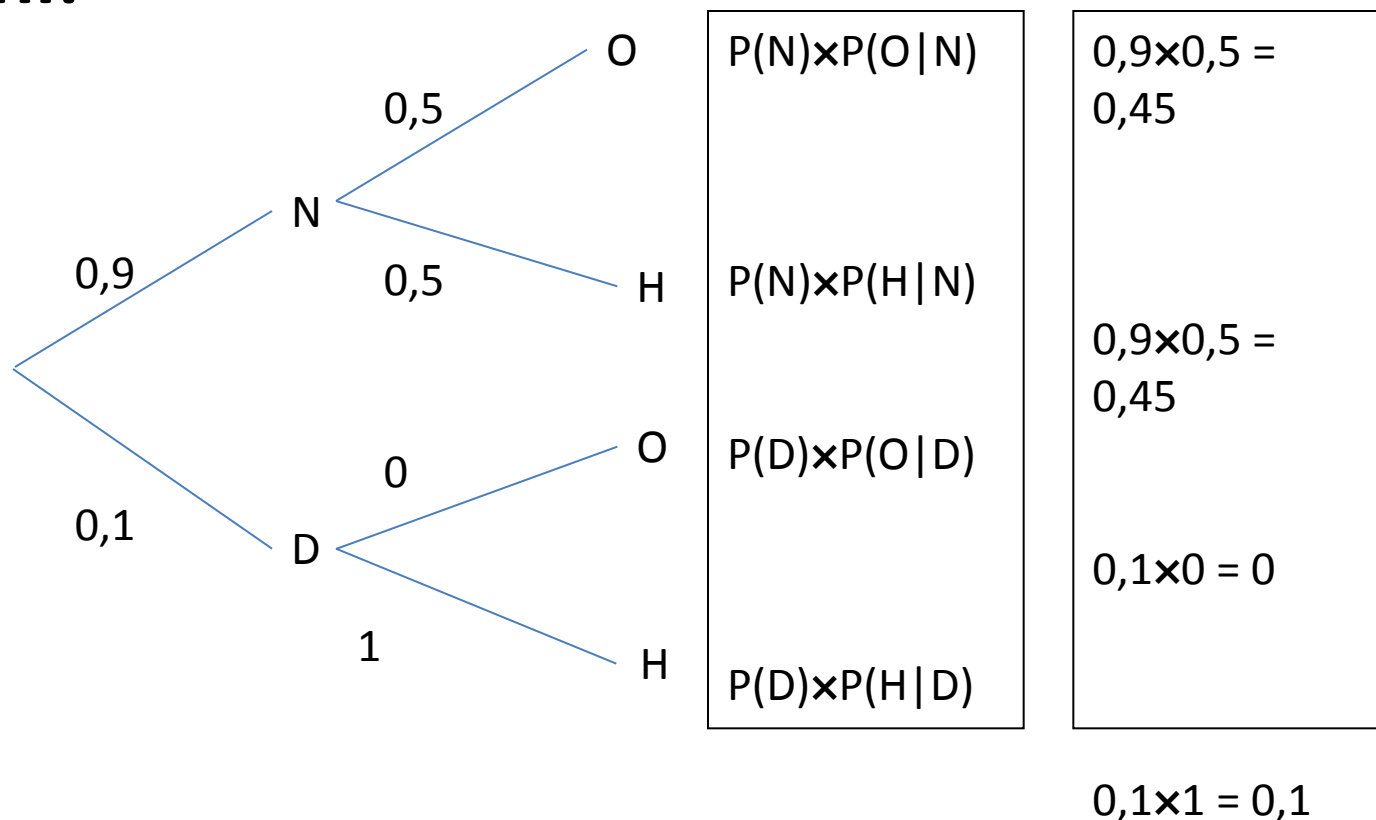 O
0,5
N
0,9
0,5
H
O
0
0,1
D
1
H
P(N)×P(O|N)
P(N)×P(H|N)
P(D)×P(O|D)
P(D)×P(H|D)
0,9×0,5 =
0,45
0,9×0,5 =
0,45
0,1×0 = 0
0,1×1 = 0,1